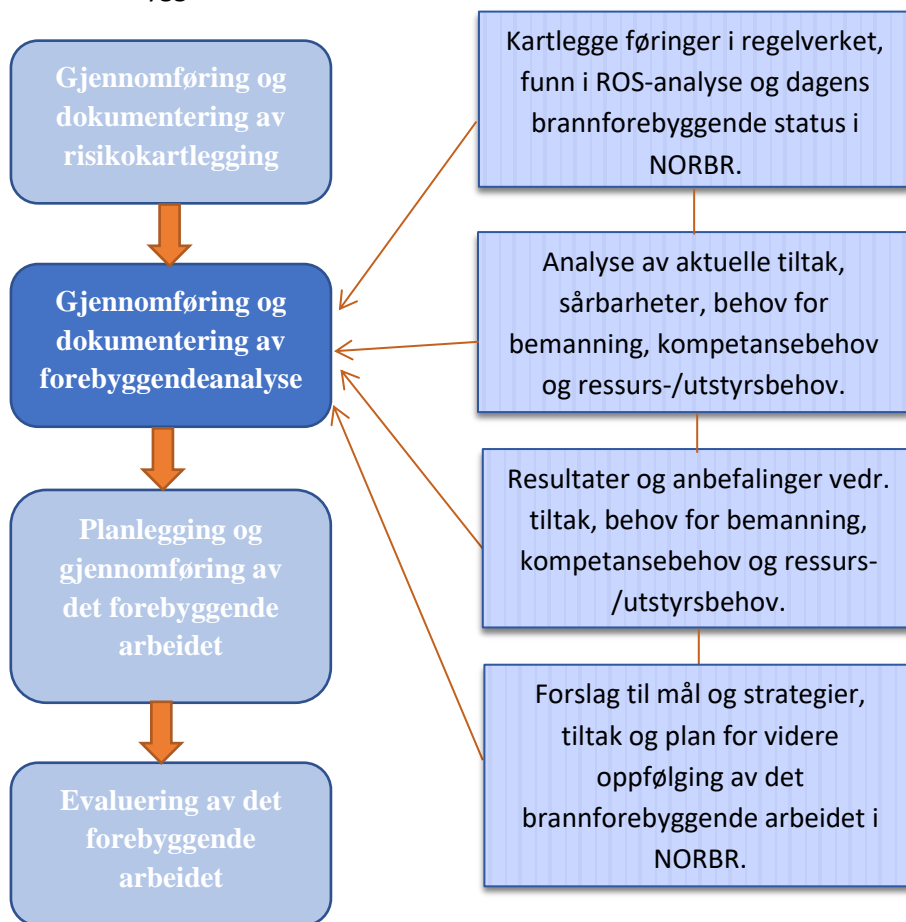 Gjennomføring og
dokumentering av
risikokartlegging
Gjennomføring og
dokumentering av
forebyggendeanalyse
Planlegging og
gjennomføring av
det forebyggende
arbeidet
Evaluering av det
forebyggende
arbeidet
Kartlegge føringer i regelverket,
funn i ROS-analyse og dagens
brannforebyggende status i
NORBR.
Analyse av aktuelle tiltak,
sårbarheter, behov for
bemanning, kompetansebehov
og ressurs-/utstyrsbehov.
Resultater og anbefalinger vedr.
tiltak, behov for bemanning,
kompetansebehov og ressurs-
/utstyrsbehov.
Forslag til mål og strategier,
tiltak og plan for videre
oppfølging av det
brannforebyggende arbeidet i
NORBR.